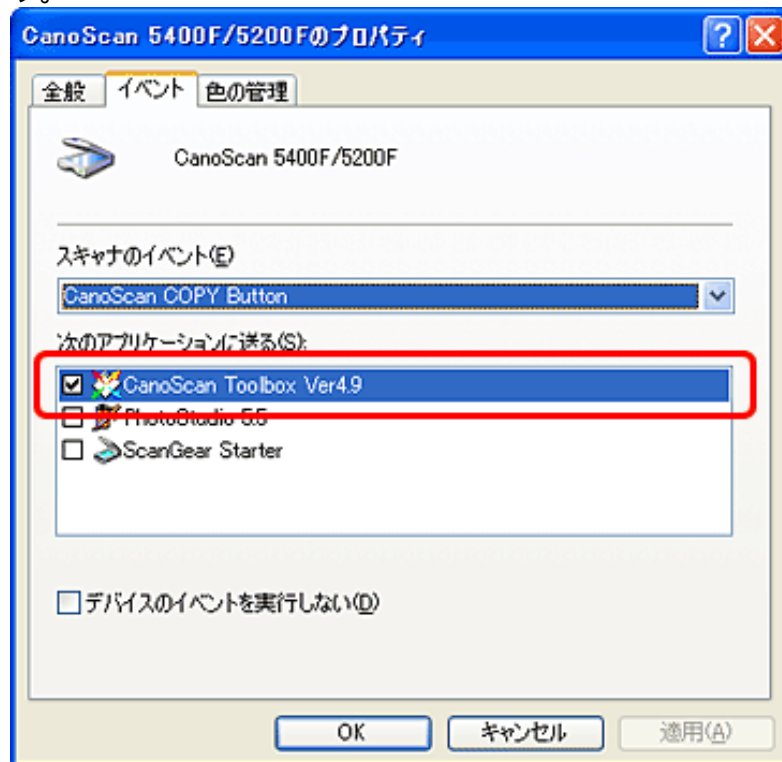 す。
CanoScan 5400F/5200Fのプロパティ
全般 イベント 色の管理
CanoScan 5400F/5200F
スキャナのイベント(E)
CanoScan COPY Button
次のアプリケーションに送る(S):
CanoScan Toolbox Ver4.9
PhotoStudio 5.5
ScanGear Starter
デバイスのイベントを実行しない(D)
OK キャンセル 適用(A)